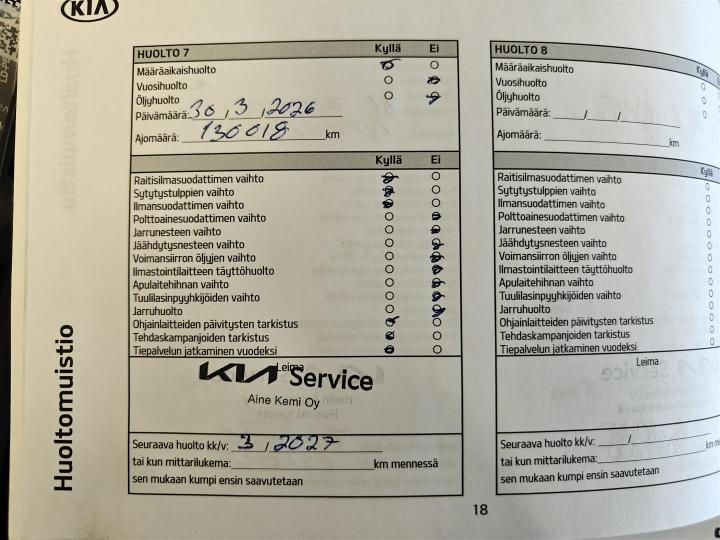 KIA
HUOLTO 7 Kyllä Ei
Määräaikaishuolto
Vuosihuolto
Öljyhuolto
Päivämäärä: 30 / 3 / 2026
Ajomäärä: 130018 km
Kyllä Ei
Raitisilmasuodattimen vaihto
Sytytystulppien vaihto
Ilmansuodattimen vaihto
Polttoainesuodattimen vaihto
Jarrunesteen vaihto
Jäähdytysnesteen vaihto
Voimansiirron öljyjen vaihto
Ilmastointilaitteen täyttöhuolto
Apulaitehihnan vaihto
Tuulilasinpyyhkijöiden vaihto
Jarruhuolto
Ohjainlaitteiden päivitysten tarkistus
Tehdaskampanjoiden tarkistus
Tiepalvelun jatkaminen vuodeksi
Leima
KIA Service
Aine Kemi Oy
Seuraava huolto kk/v: 3 / 2027
tai kun mittarilukema: km mennessä
sen mukaan kumpi ensin saavutetaan
HUOLTO 8 Kyllä
Määräaikaishuolto
Vuosihuolto
Öljyhuolto
Päivämäärä: / /
Ajomäärä: km
Kyllä
Raitisilmasuodattimen vaihto
Sytytystulppien vaihto
Ilmansuodattimen vaihto
Polttoainesuodattimen vaihto
Jarrunesteen vaihto
Jäähdytysnesteen vaihto
Voimansiirron öljyjen vaihto
Ilmastointilaitteen täyttöhuolto
Apulaitehihnan vaihto
Tuulilasinpyyhkijöiden vaihto
Jarruhuolto
Ohjainlaitteiden päivitysten tarkistus
Tehdaskampanjoiden tarkistus
Tiepalvelun jatkaminen vuodeksi
Leima
Seuraava huolto kk/v: /
tai kun mittarilukema:
sen mukaan kumpi ensin saavutetaan
Huoltomuistio
18